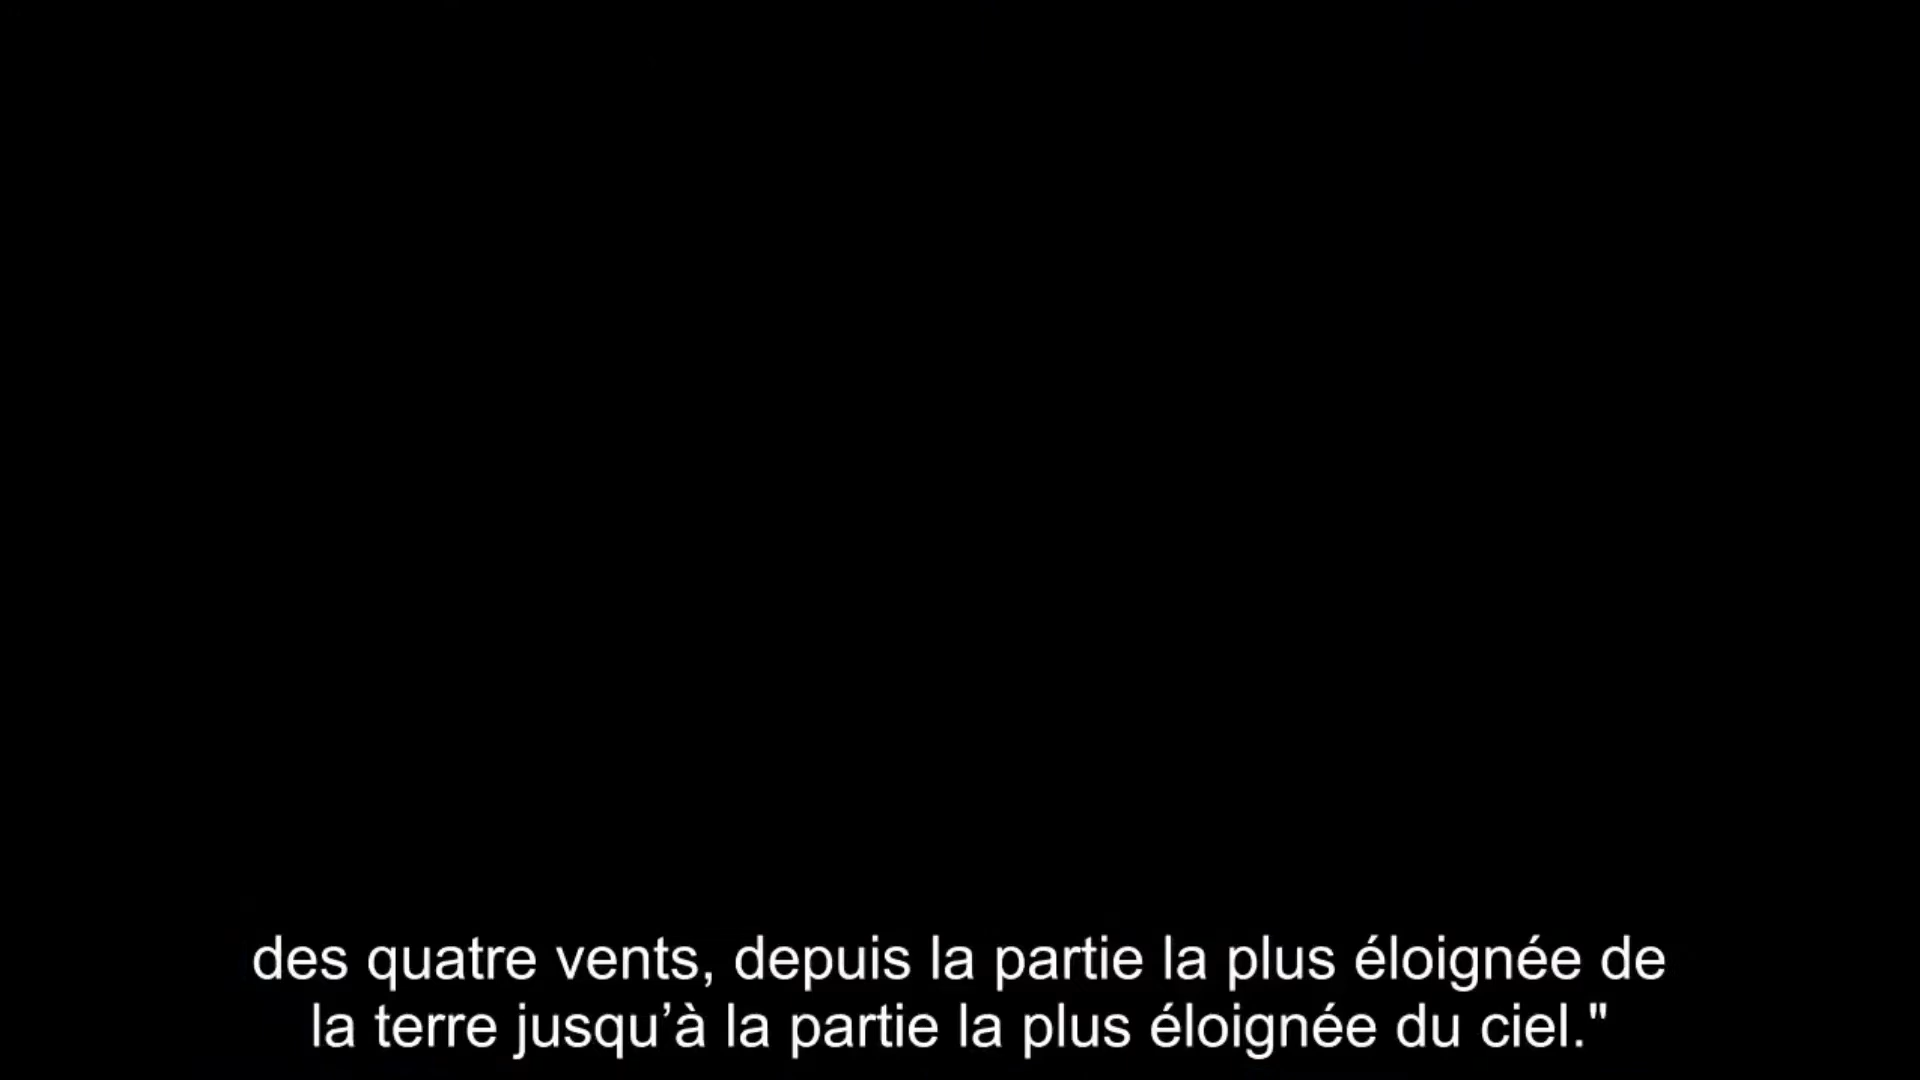 des quatre vents, depuis la partie la plus éloignée de
la terre jusqu’à la partie la plus éloignée du ciel."